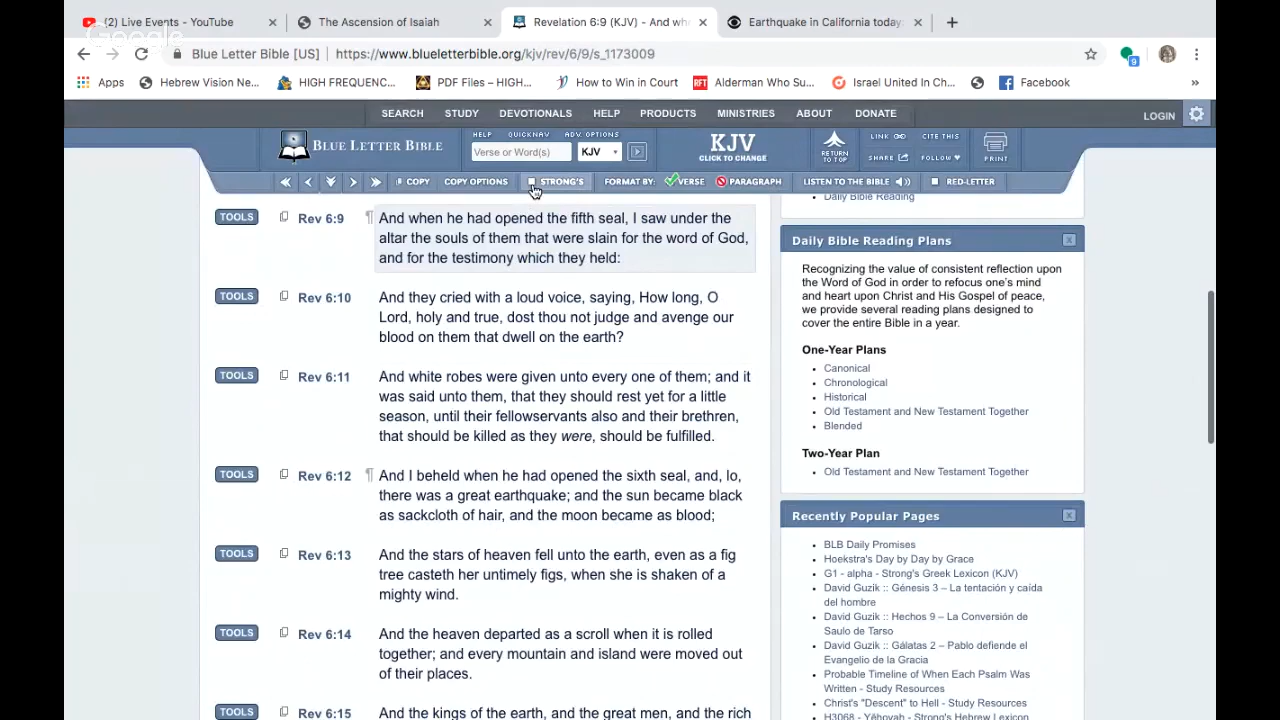 (2) Live Events - YouTube
The Ascension of Isaiah
Revelation 6:9 (KJV) - And wh
Earthquake in California today:
Google
Blue Letter Bible [US]
https://www.blueletterbible.org/kjv/rev/6/9/s_1173009
9
Apps
Hebrew Vision Ne...
HIGH FREQUENC...
PDF Files – HIGH...
How to Win in Court
RFT
Alderman Who Su...
Israel United In Ch...
Facebook
»
SEARCH STUDY DEVOTIONALS HELP PRODUCTS MINISTRIES ABOUT DONATE
LOGIN
BLUE LETTER BIBLE
HELP QUICKNAV ADV. OPTIONS
Verse or Word(s)
KJV
KJV
CLICK TO CHANGE
RETURN
TO TOP
LINK
CITE THIS
SHARE
FOLLOW
PRINT
COPY COPY OPTIONS STRONG'S FORMAT BY: VERSE PARAGRAPH LISTEN TO THE BIBLE RED-LETTER
TOOLS Rev 6:9 ¶ And when he had opened the fifth seal, I saw under the
altar the souls of them that were slain for the word of God,
and for the testimony which they held:
TOOLS Rev 6:10 And they cried with a loud voice, saying, How long, O
Lord, holy and true, dost thou not judge and avenge our
blood on them that dwell on the earth?
TOOLS Rev 6:11 And white robes were given unto every one of them; and it
was said unto them, that they should rest yet for a little
season, until their fellowservants also and their brethren,
that should be killed as they were, should be fulfilled.
TOOLS Rev 6:12 ¶ And I beheld when he had opened the sixth seal, and, lo,
there was a great earthquake; and the sun became black
as sackcloth of hair, and the moon became as blood;
TOOLS Rev 6:13 And the stars of heaven fell unto the earth, even as a fig
tree casteth her untimely figs, when she is shaken of a
mighty wind.
TOOLS Rev 6:14 And the heaven departed as a scroll when it is rolled
together; and every mountain and island were moved out
of their places.
TOOLS Rev 6:15 And the kings of the earth, and the great men, and the rich
Daily Bible Reading
Daily Bible Reading Plans
Recognizing the value of consistent reflection upon
the Word of God in order to refocus one's mind
and heart upon Christ and His Gospel of peace,
we provide several reading plans designed to
cover the entire Bible in a year.
One-Year Plans
• Canonical
• Chronological
• Historical
• Old Testament and New Testament Together
• Blended
Two-Year Plan
• Old Testament and New Testament Together
Recently Popular Pages
• BLB Daily Promises
• Hoekstra's Day by Day by Grace
• G1 - alpha - Strong's Greek Lexicon (KJV)
• David Guzik :: Génesis 3 – La tentación y caída
del hombre
• David Guzik :: Hechos 9 – La Conversión de
Saulo de Tarso
• David Guzik :: Gálatas 2 – Pablo defiende el
Evangelio de la Gracia
• Probable Timeline of When Each Psalm Was
Written - Study Resources
• Christ's "Descent" to Hell - Study Resources
• H3068 - Yĕhovah - Strong's Hebrew Lexicon